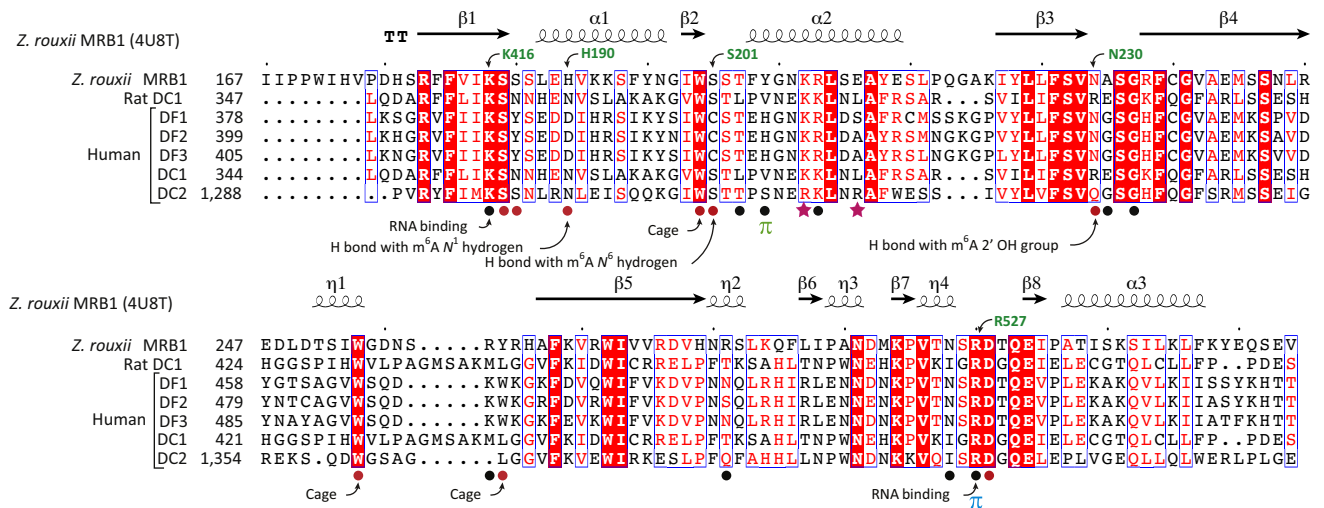 β1 α1 β2 α2 β3 β4
Z. rouxii MRB1 (4U8T) TT
K416 H190 S201 N230
Z. rouxii MRB1 167 IIPPWIHVPDHSRFFVIKSSSLEHVKKSFYNGIWSSTFYGNKRLSEAYESLPQGAKIYLLFSVNASGRFCGVAEMSSNLR
Rat DC1 347 ........LQDARFFLIKSNNHENVSLAKAKGVWSTLPVNEKKLNLAFRSAR...SVILIFSVRESGKFQGFARLSSESH
DF1 378 ........LKSGRVFIIKSYSEDDIHRSIKYNIWCSTEHGNKRLDAAFRCMSSKGPVYLLFSVNGSGHFCGVAEMKSPVD
DF2 399 ........LKHGRVFIIKSYSEDDIHRSIKYNIWCSTEHGNKRLDAAYRSMNGKGPVYLLFSVNGSGHFCGVAEMKSAVD
Human DF3 405 ........LKNGRVFIIKSYSEDDIHRSIKYSIWCSTEHGNKRLDAAYRSLNGKGPLYLLFSVNGSGHFCGVAEMKSVVD
DC1 344 ........LQDARFFLIKSNNHENVSLAKAKGVWSTLPVNEKKLNLAFRSAR...SVILIFSVRESGKFQGFARLSSESH
DC2 1,288 .........PVRYFIMKSSNLRNLEISQQKGIWSTTPSNERKLNRAFWESS...IVYLVFSVQGSGHFQGFSRMSSEIG
RNA binding Cage π
H bond with m⁶A N¹ hydrogen H bond with m⁶A 2' OH group
H bond with m⁶A N⁶ hydrogen
η1 β5 η2 β6 η3 β7 η4 β8 α3
Z. rouxii MRB1 (4U8T)
R527
Z. rouxii MRB1 247 EDLDTSIWGDNS.....RYRHAFKVRWIVVRDVHNRSLKQFLIPANDMKPVTNSRDTQEIPATISKSILKLFKYEQSEV
Rat DC1 424 HGGSPIHWVLPAGMSAKMLGGVFKIDWICRRELPFTKSAHLTNPWNEHKPVKIGRDGQEIELECGTQLCLLFP..PDES
DF1 458 YGTSAGVWSQD......KWKGKFDVQWIFVKDVPNNQLRHIRLENNDNKPVTNSRDTQEVPLEKAKQVLKIISSYKHTT
DF2 479 YNTCAGVWSQD......KWKGRFDVRWIFVKDVPNSQLRHIRLENNENKPVTNSRDTQEVPLEKAKQVLKIIASYKHTT
Human DF3 485 YNAYAGVWSQD......KWKGKFEVKWIFVKDVPNNQLRHIRLENNDNKPVTNSRDTQEVPLEKAKQVLKIIATFKHTT
DC1 421 HGGSPIHWVLPAGMSAKMLGGVFKIDWICRRELPFTKSAHLTNPWNEHKPVKIGRDGQEIELECGTQLCLLFP..PDES
DC2 1,354 REKS.QDWGSAG......LGGVFKVEWIRKESLPFQFAHHLLNPWNDNKKVQISRDGQELEPLVGEQLLQLWERLPLGE
Cage Cage RNA binding π